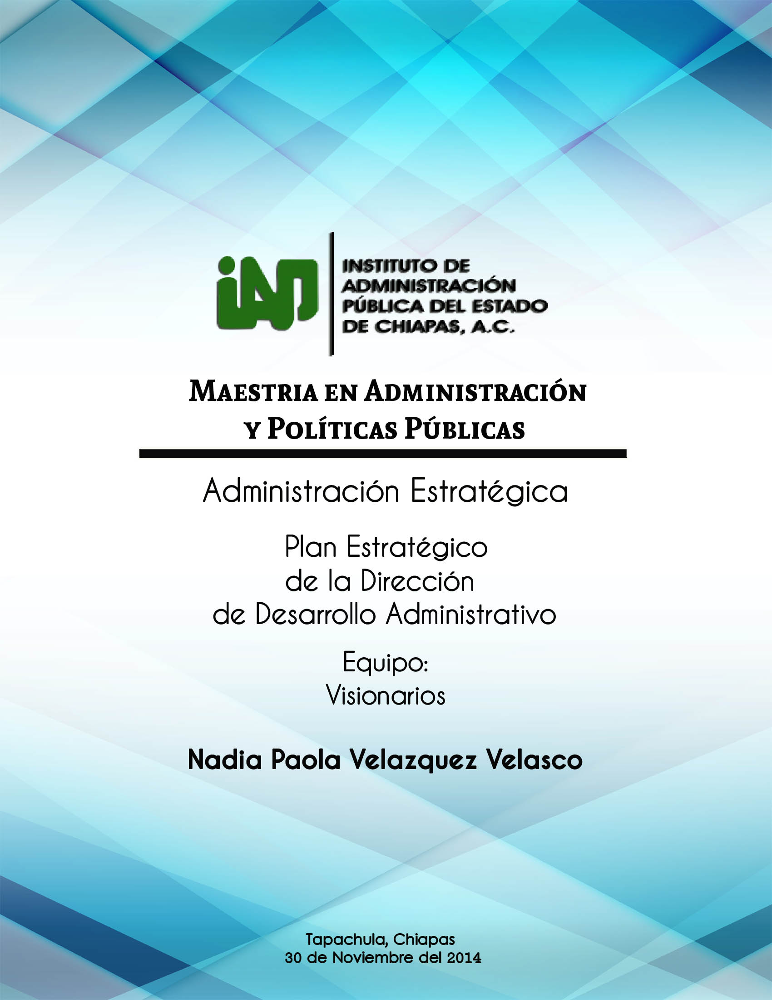 iAP
INSTITUTO DE
ADMINISTRACIÓN
PÚBLICA DEL ESTADO
DE CHIAPAS, A.C.
MAESTRIA EN ADMINISTRACIÓN
Y POLÍTICAS PÚBLICAS
Administración Estratégica
Plan Estratégico
de la Dirección
de Desarrollo Administrativo
Equipo:
Visionarios
Nadia Paola Velazquez Velasco
Tapachula, Chiapas
30 de Noviembre del 2014